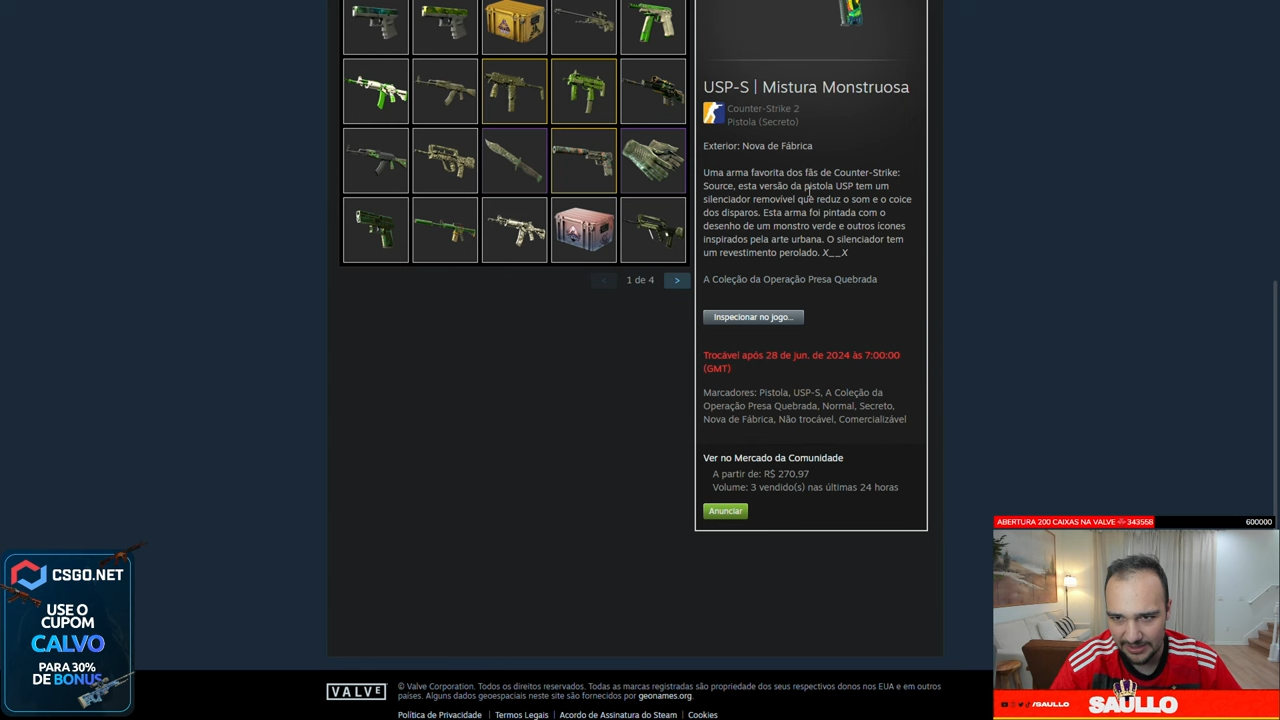 USP-S | Mistura Monstruosa
Counter-Strike 2
Pistola (Secreto)
Exterior: Nova de Fábrica
Uma arma favorita dos fãs de Counter-Strike:
Source, esta versão da pistola USP tem um
silenciador removível que reduz o som e o coice
dos disparos. Esta arma foi pintada com o
desenho de um monstro verde e outros ícones
inspirados pela arte urbana. O silenciador tem
um revestimento perolado. X__X
< 1 de 4 >
A Coleção da Operação Presa Quebrada
Inspecionar no jogo...
Trocável após 28 de jun. de 2024 às 7:00:00
(GMT)
Marcadores: Pistola, USP-S, A Coleção da
Operação Presa Quebrada, Normal, Secreto,
Nova de Fábrica, Não trocável, Comercializável
Ver no Mercado da Comunidade
A partir de: R$ 270,97
Volume: 3 vendido(s) nas últimas 24 horas
Anunciar
ABERTURA 200 CAIXAS NA VALVE 343558 600000
CSGO.NET
USE O
CUPOM
CALVO
PARA 30%
DE BONUS
VALVE
© Valve Corporation. Todos os direitos reservados. Todas as marcas registradas são propriedade dos seus respectivos donos nos EUA e em outros
países. Alguns dados geoespaciais neste site são fornecidos por geonames.org.
Política de Privacidade | Termos Legais | Acordo de Assinatura do Steam | Cookies
/SAULLO
SAULLO